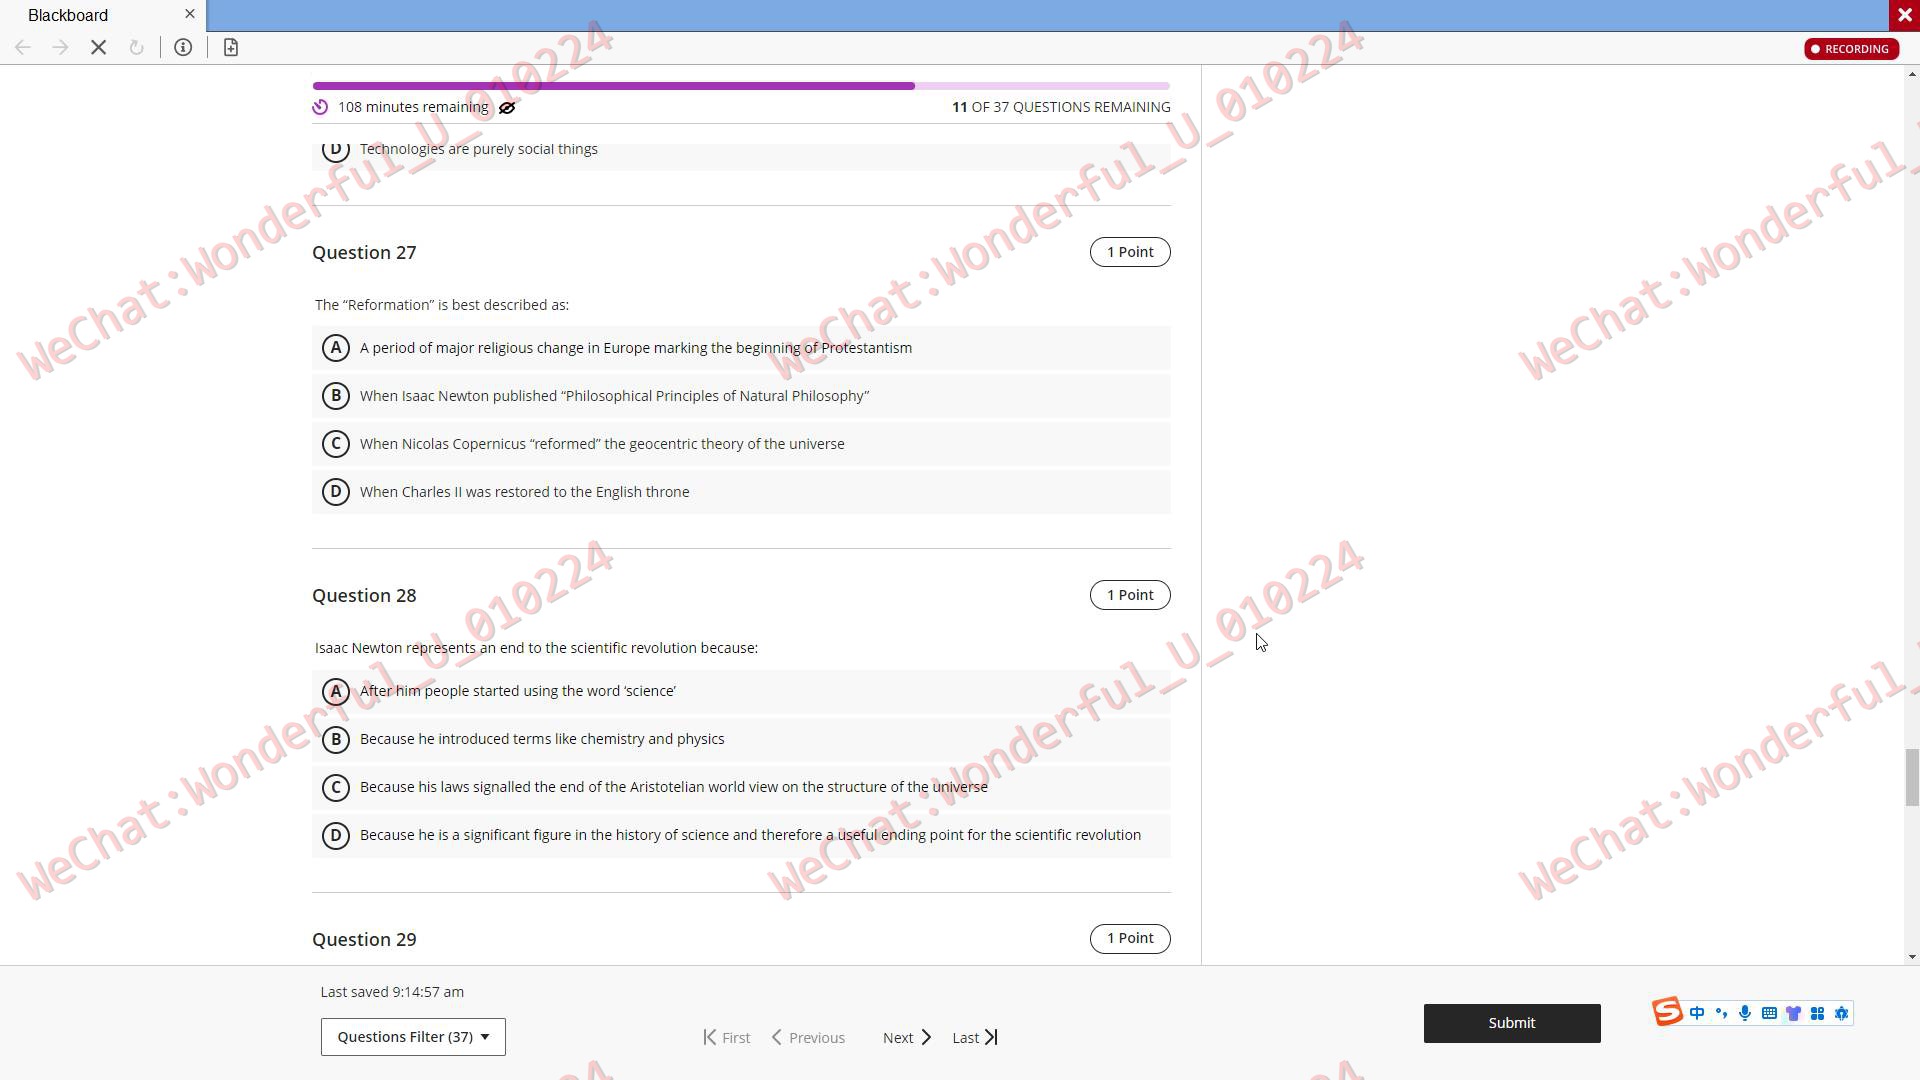 Blackboard
RECORDING
108 minutes remaining
11 OF 37 QUESTIONS REMAINING
D Technologies are purely social things
Question 27
1 Point
The “Reformation” is best described as:
A A period of major religious change in Europe marking the beginning of Protestantism
B When Isaac Newton published “Philosophical Principles of Natural Philosophy”
C When Nicolas Copernicus “reformed” the geocentric theory of the universe
D When Charles II was restored to the English throne
Question 28
1 Point
Isaac Newton represents an end to the scientific revolution because:
A After him people started using the word ‘science’
B Because he introduced terms like chemistry and physics
C Because his laws signalled the end of the Aristotelian world view on the structure of the universe
D Because he is a significant figure in the history of science and therefore a useful ending point for the scientific revolution
Question 29
1 Point
Last saved 9:14:57 am
Questions Filter (37)
First
Previous
Next
Last
Submit
S 中
WeChat:Wonderful_U_010224
WeChat:Wonderful_U_010224
WeChat:Wonderful_
WeChat:Wonderful_U_010224
WeChat:Wonderful_U_010224
WeChat:Wonderful_